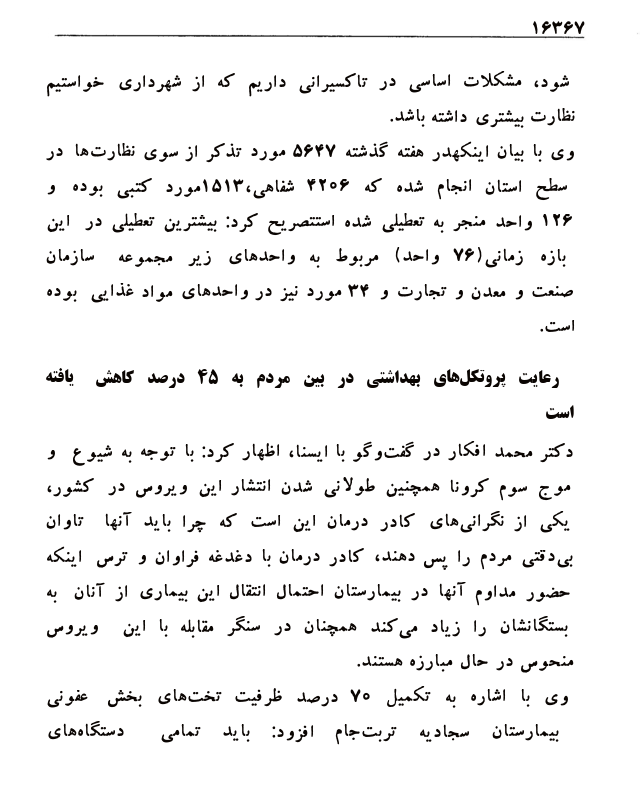 ۱۶۳۶۷
شود، مشکلات اساسی در تاکسیرانی داریم که از شهرداری خواستیم
نظارت بیشتری داشته باشد.
وی با بیان اینکهدر هفته گذشته ۵۶۴۷ مورد تذکر از سوی نظارت‌ها در
سطح استان انجام شده که ۴۲۰۶ شفاهی،۱۵۱۳مورد کتبی بوده و
۱۲۶ واحد منجر به تعطیلی شده استتصریح کرد: بیشترین تعطیلی در این
بازه زمانی(۷۶ واحد) مربوط به واحدهای زیر مجموعه سازمان
صنعت و معدن و تجارت و ۳۴ مورد نیز در واحدهای مواد غذایی بوده
است.
رعایت پروتکل‌های بهداشتی در بین مردم به ۴۵ درصد کاهش یافته
است
دکتر محمد افکار در گفت‌وگو با ایسنا، اظهار کرد: با توجه به شیوع و
موج سوم کرونا همچنین طولانی شدن انتشار این ویروس در کشور،
یکی از نگرانی‌های کادر درمان این است که چرا باید آنها تاوان
بی‌دقتی مردم را پس دهند، کادر درمان با دغدغه فراوان و ترس اینکه
حضور مداوم آنها در بیمارستان احتمال انتقال این بیماری از آنان به
بستگانشان را زیاد می‌کند همچنان در سنگر مقابله با این ویروس
منحوس در حال مبارزه هستند.
وی با اشاره به تکمیل ۷۰ درصد ظرفیت تخت‌های بخش عفونی
بیمارستان سجادیه تربت‌جام افزود: باید تمامی دستگاه‌های